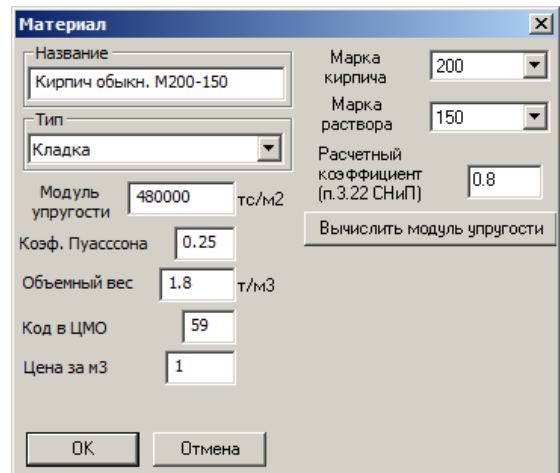 Материал
Название
Кирпич обыкн. М200-150
Тип
Кладка
Модуль
упругости
480000
тс/м2
Коэф. Пуасссона
0.25
Объемный вес
1.8
т/м3
Код в ЦМО
59
Цена за м3
1
OK
Отмена
Марка
кирпича
200
Марка
раствора
150
Расчетный
коэффициент
(п.3.22 СНиП)
0.8
Вычислить модуль упругости